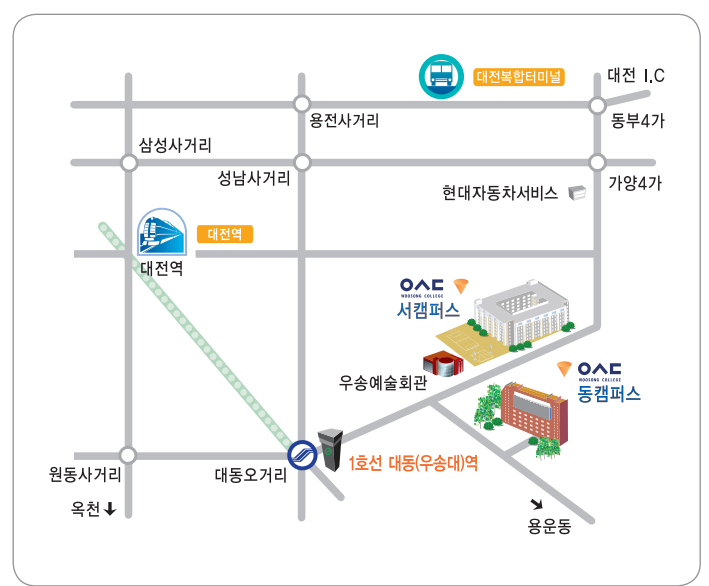 대전 I.C
대전복합터미널
용전사거리
동부4가
삼성사거리
성남사거리
가양4가
현대자동차서비스
대전역
대전역
WOOSONG COLLEGE
서캠퍼스
우송예술회관
WOOSONG COLLEGE
동캠퍼스
1호선 대동(우송대)역
원동사거리
대동오거리
옥천
용운동